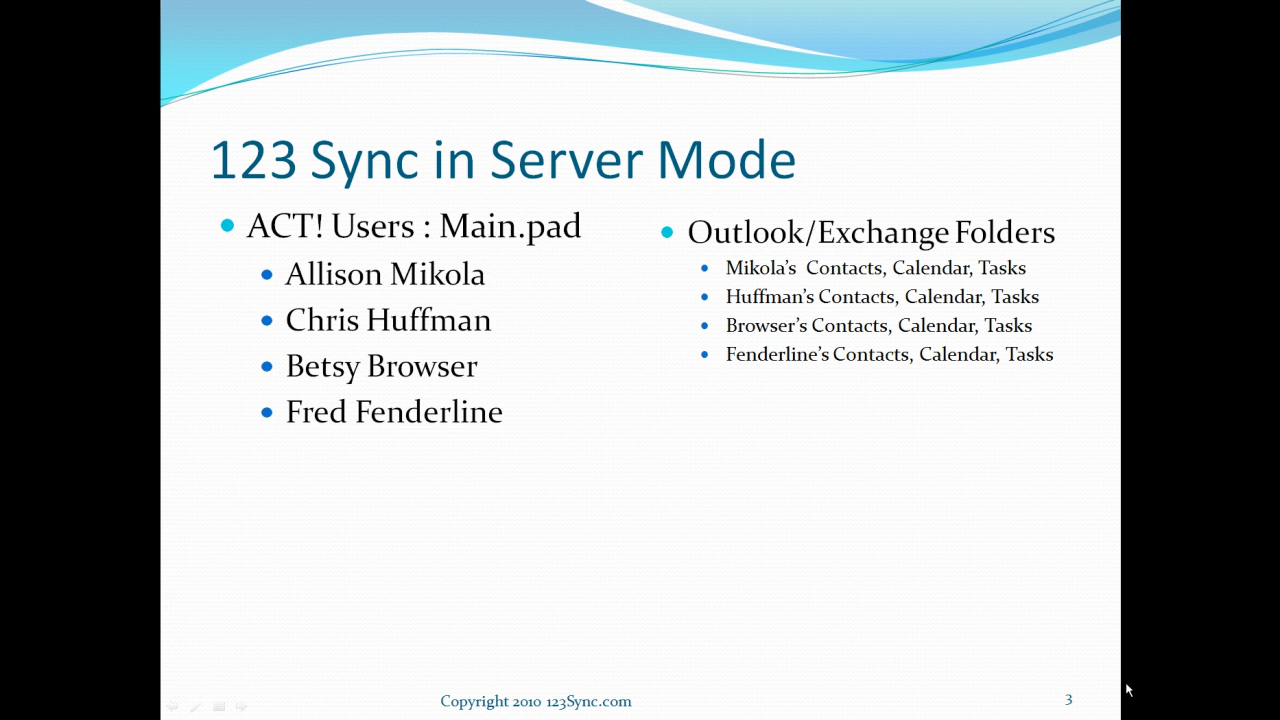 123 Sync in Server Mode
ACT! Users : Main.pad
Allison Mikola
Chris Huffman
Betsy Browser
Fred Fenderline
Outlook/Exchange Folders
Mikola’s  Contacts, Calendar, Tasks
Huffman’s Contacts, Calendar, Tasks
Browser’s Contacts, Calendar, Tasks
Fenderline’s Contacts, Calendar, Tasks
Copyright 2010 123Sync.com
3